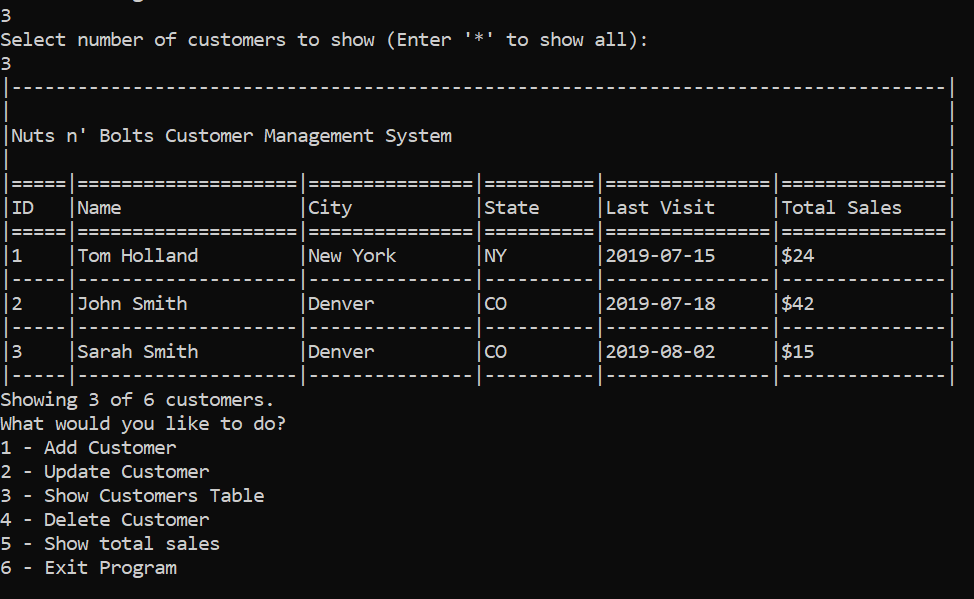 3
Select number of customers to show (Enter '*' to show all):
3
|-------------------------------------------------------------------------------------|
|                                                                                     |
|Nuts n' Bolts Customer Management System                                             |
|                                                                                     |
|=====|====================|===============|==========|===============|===============|
|ID   |Name                |City           |State     |Last Visit     |Total Sales    |
|=====|====================|===============|==========|===============|===============|
|1    |Tom Holland         |New York       |NY        |2019-07-15     |$24            |
|-----|--------------------|---------------|----------|---------------|---------------|
|2    |John Smith          |Denver         |CO        |2019-07-18     |$42            |
|-----|--------------------|---------------|----------|---------------|---------------|
|3    |Sarah Smith         |Denver         |CO        |2019-08-02     |$15            |
|-----|--------------------|---------------|----------|---------------|---------------|
Showing 3 of 6 customers.
What would you like to do?
1 - Add Customer
2 - Update Customer
3 - Show Customers Table
4 - Delete Customer
5 - Show total sales
6 - Exit Program